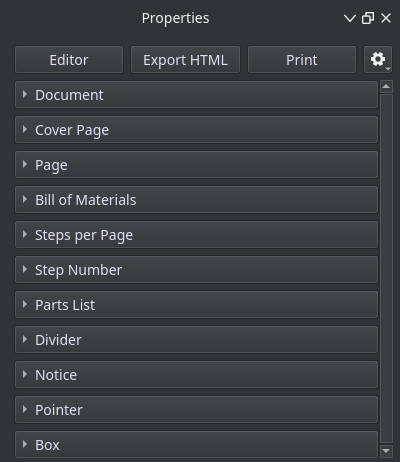 Properties
Editor Export HTML Print
Document
Cover Page
Page
Bill of Materials
Steps per Page
Step Number
Parts List
Divider
Notice
Pointer
Box